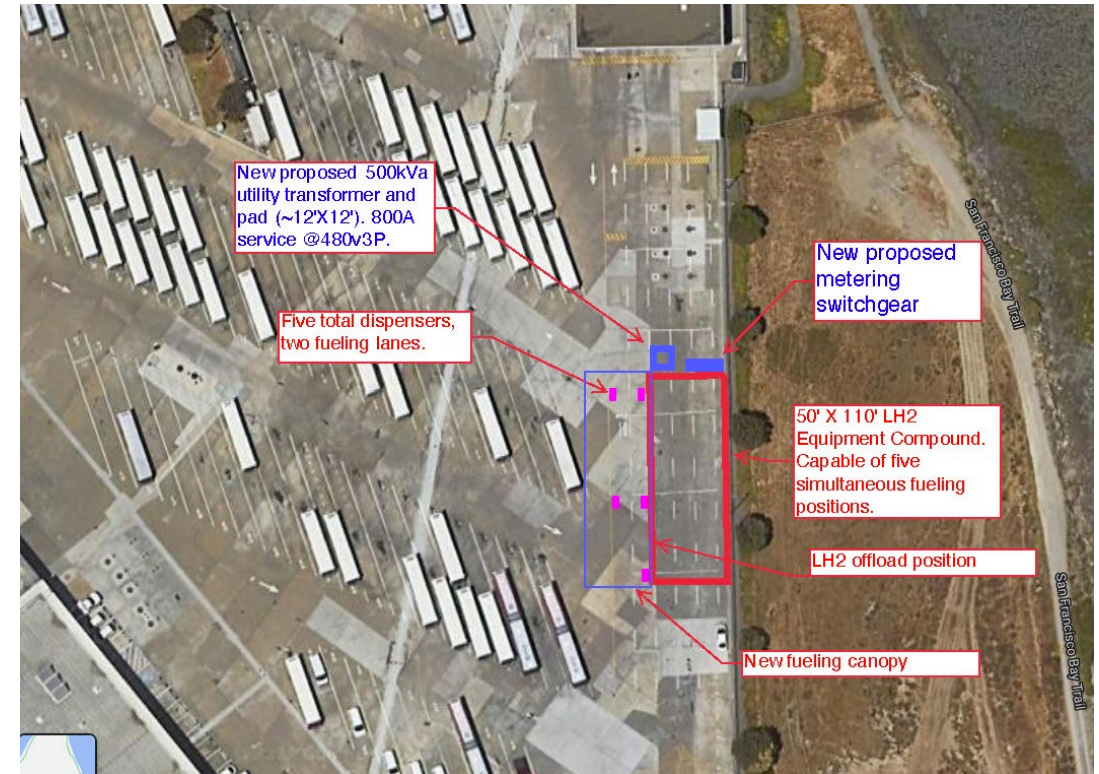 New proposed 500kVa
utility transformer and
pad (~12'X12'). 800A
service @480v3P.
San Francisco Bay Trail
New proposed
metering
switchgear
Five total dispensers,
two fueling lanes.
50' X 110' LH2
Equipment Compound.
Capable of five
simultaneous fueling
positions.
LH2 offload position
San Francisco Bay Trail
New fueling canopy